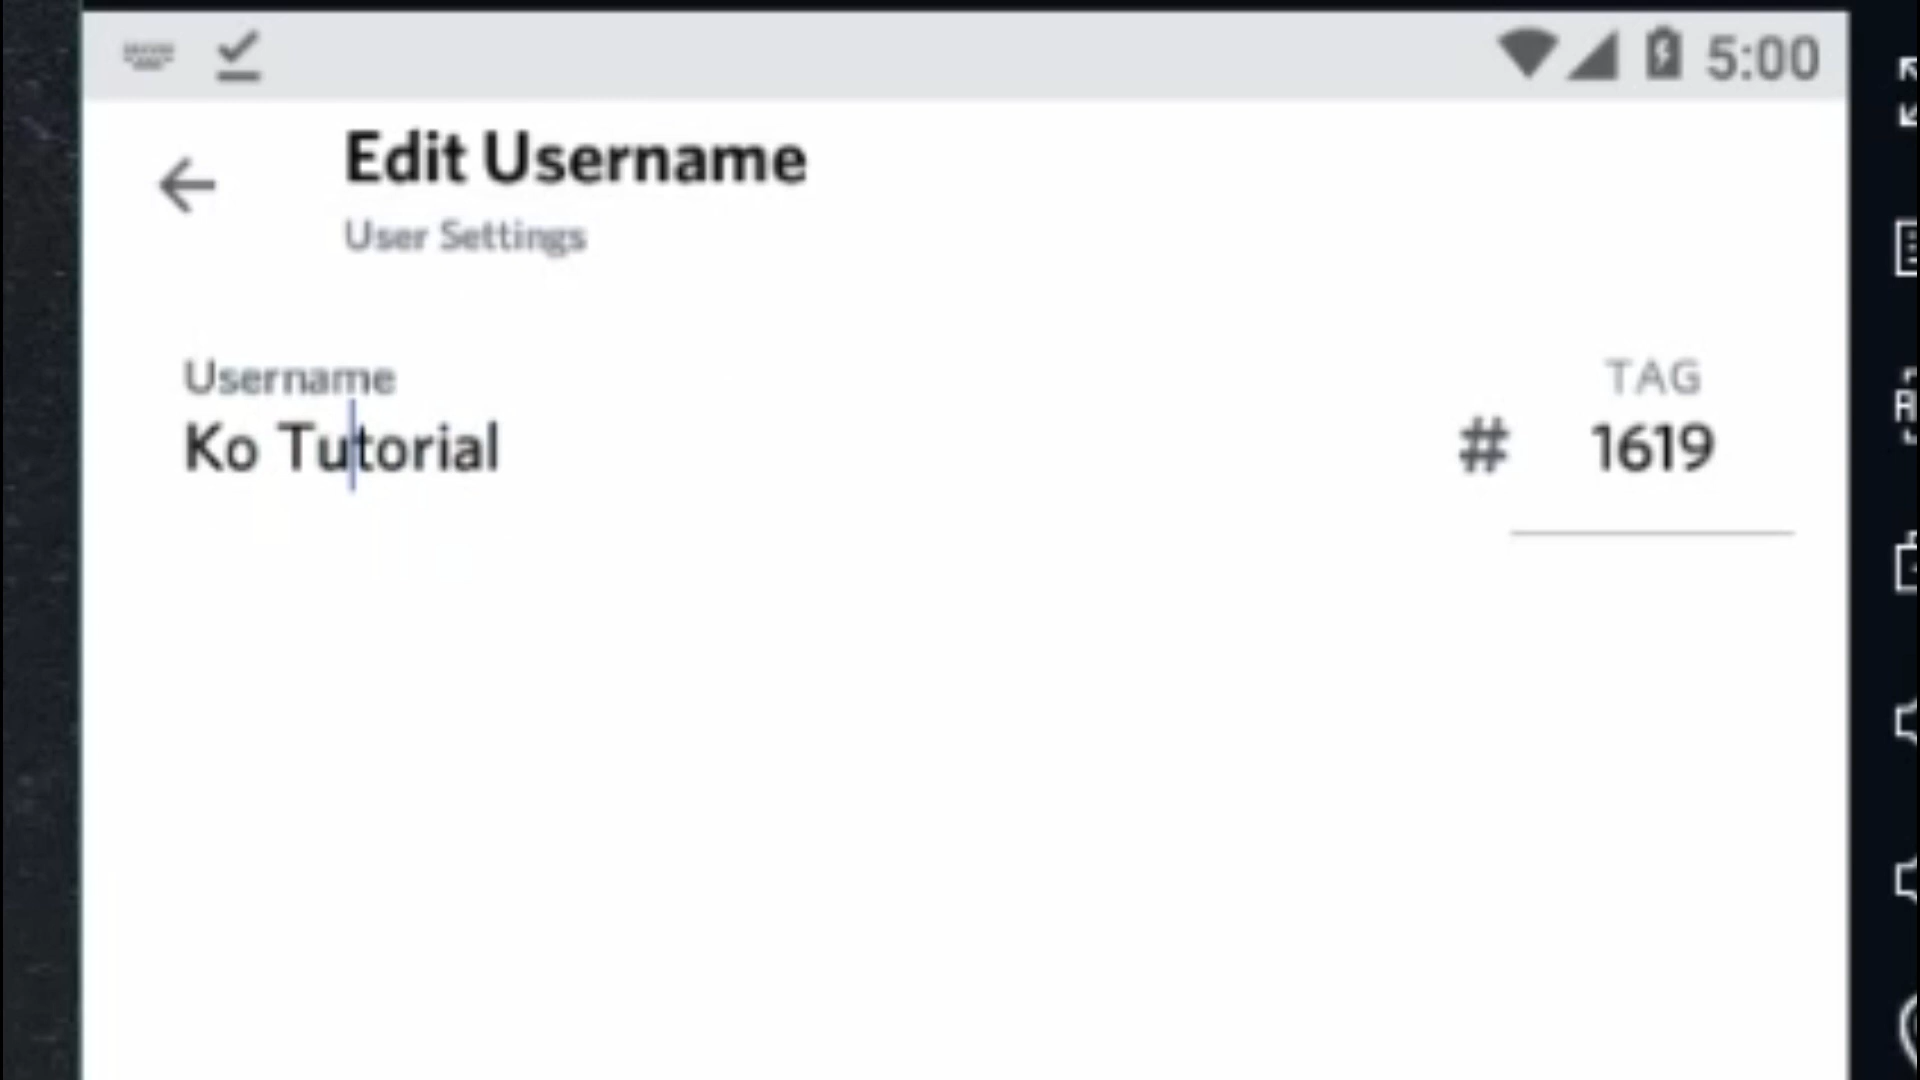 5:00
Edit Username
User Settings
Username
TAG
Ko Tutorial
# 1619